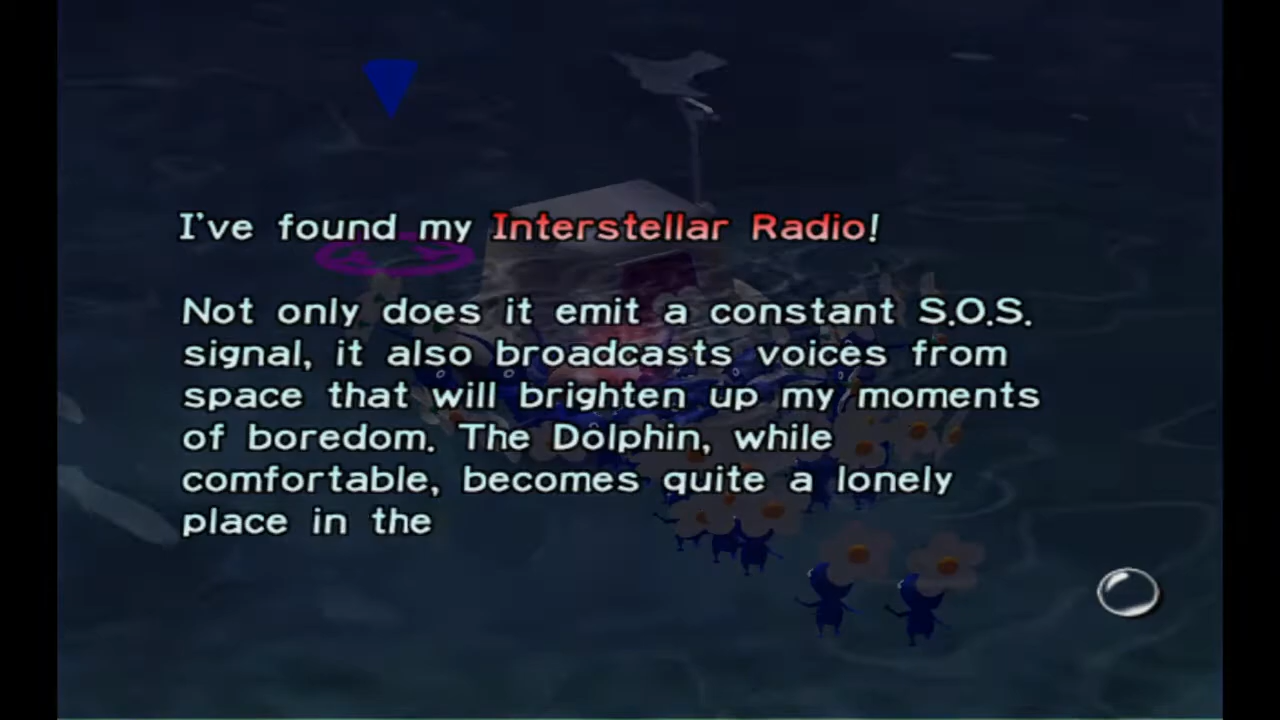 I've found my Interstellar Radio!
Not only does it emit a constant S.O.S.
signal, it also broadcasts voices from
space that will brighten up my moments
of boredom. The Dolphin, while
comfortable, becomes quite a lonely
place in the